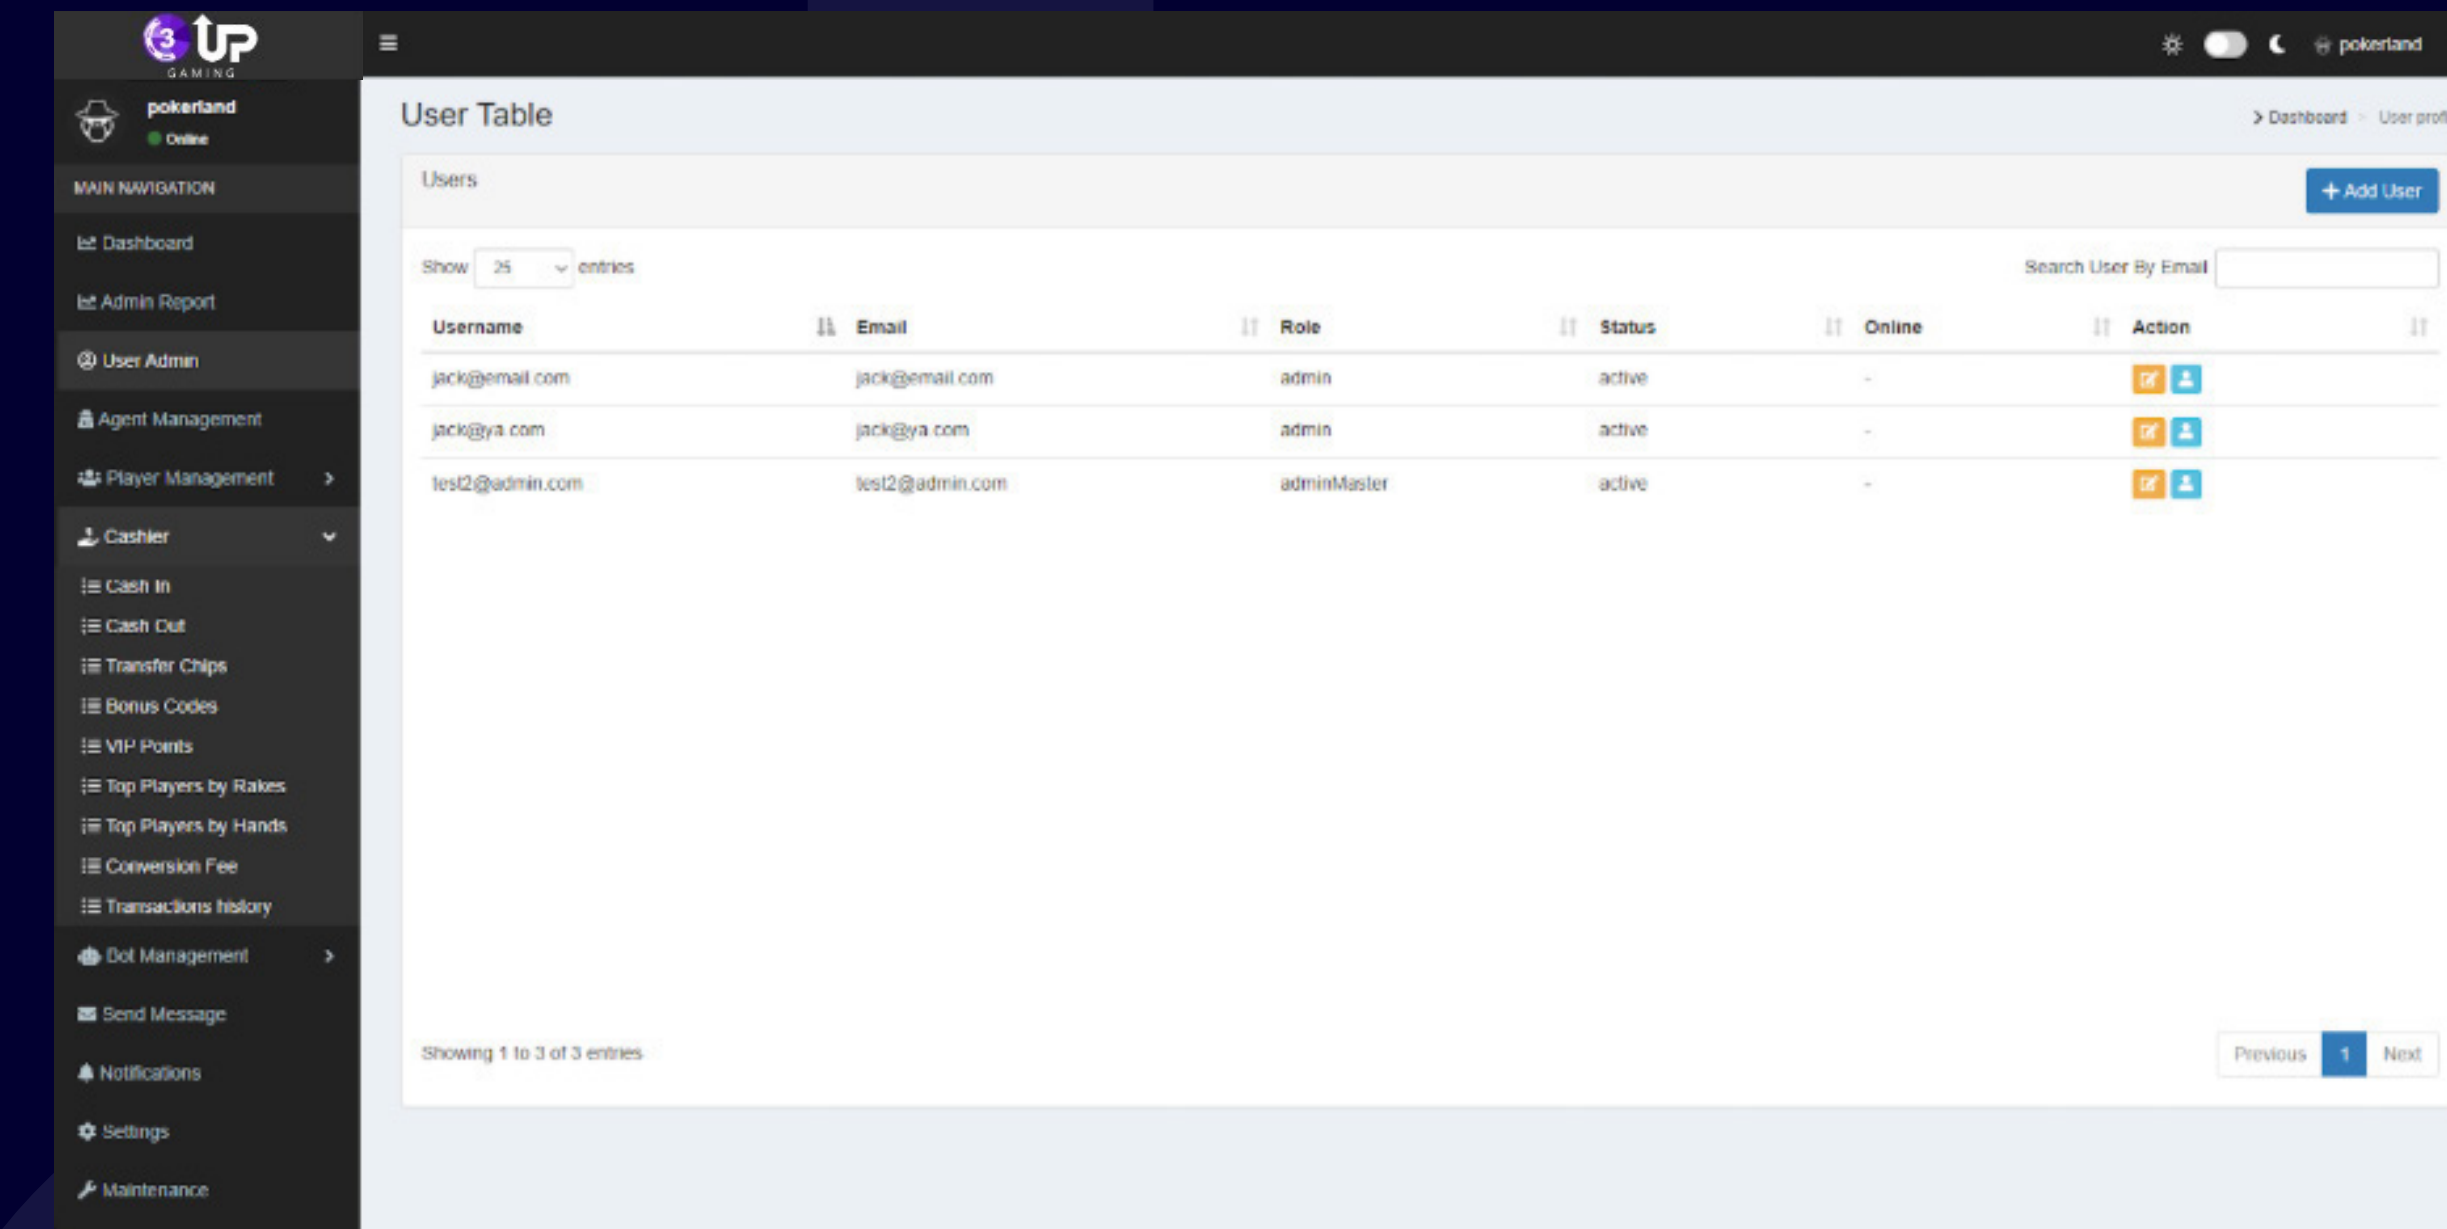 3 UP
GAMING
pokerland
pokerland
Online
User Table
Dashboard > User profi
MAIN NAVIGATION
Users
+ Add User
Dashboard
Show 25 entries
Search User By Email
Admin Report
Username Email Role Status Online Action
User Admin
jack@email.com jack@email.com admin active -
Agent Management
jack@ya.com jack@ya.com admin active -
Player Management
test2@admin.com test2@admin.com adminMaster active -
Cashier
Cash In
Cash Out
Transfer Chips
Bonus Codes
VIP Points
Top Players by Rakes
Top Players by Hands
Conversion Fee
Transactions history
Bot Management
Send Message
Showing 1 to 3 of 3 entries
Previous 1 Next
Notifications
Settings
Maintenance